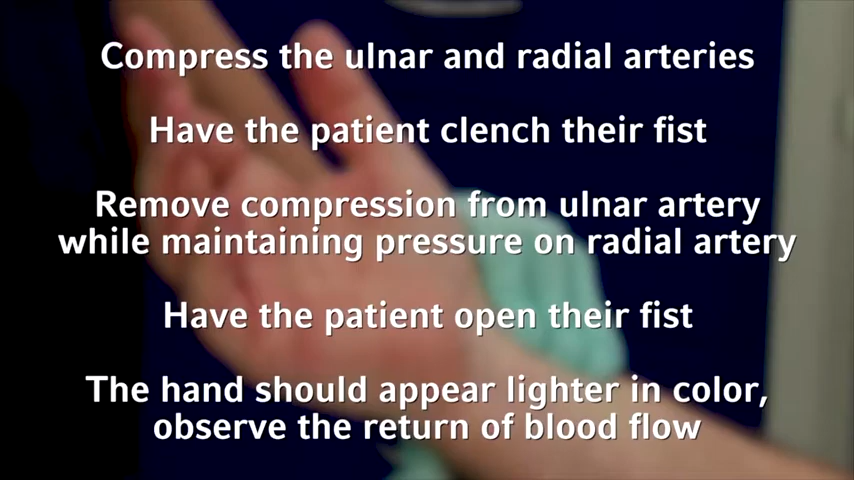 Compress the ulnar and radial arteries
Have the patient clench their fist
Remove compression from ulnar artery
while maintaining pressure on radial artery
Have the patient open their fist
The hand should appear lighter in color,
observe the return of blood flow